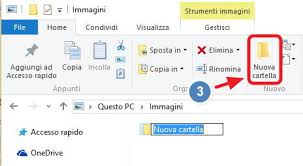 Immagini
Strumenti immagini
File
Home
Condividi
Visualizza
Gestisci
Aggiungi ad
Accesso rapido
Copia
Incolla
Sposta in
Copia in
Elimina
Rinomina
Nuova
cartella
Organizza
Nuovo
3
Questo PC
Immagini
Accesso rapido
OneDrive
Nuova cartella